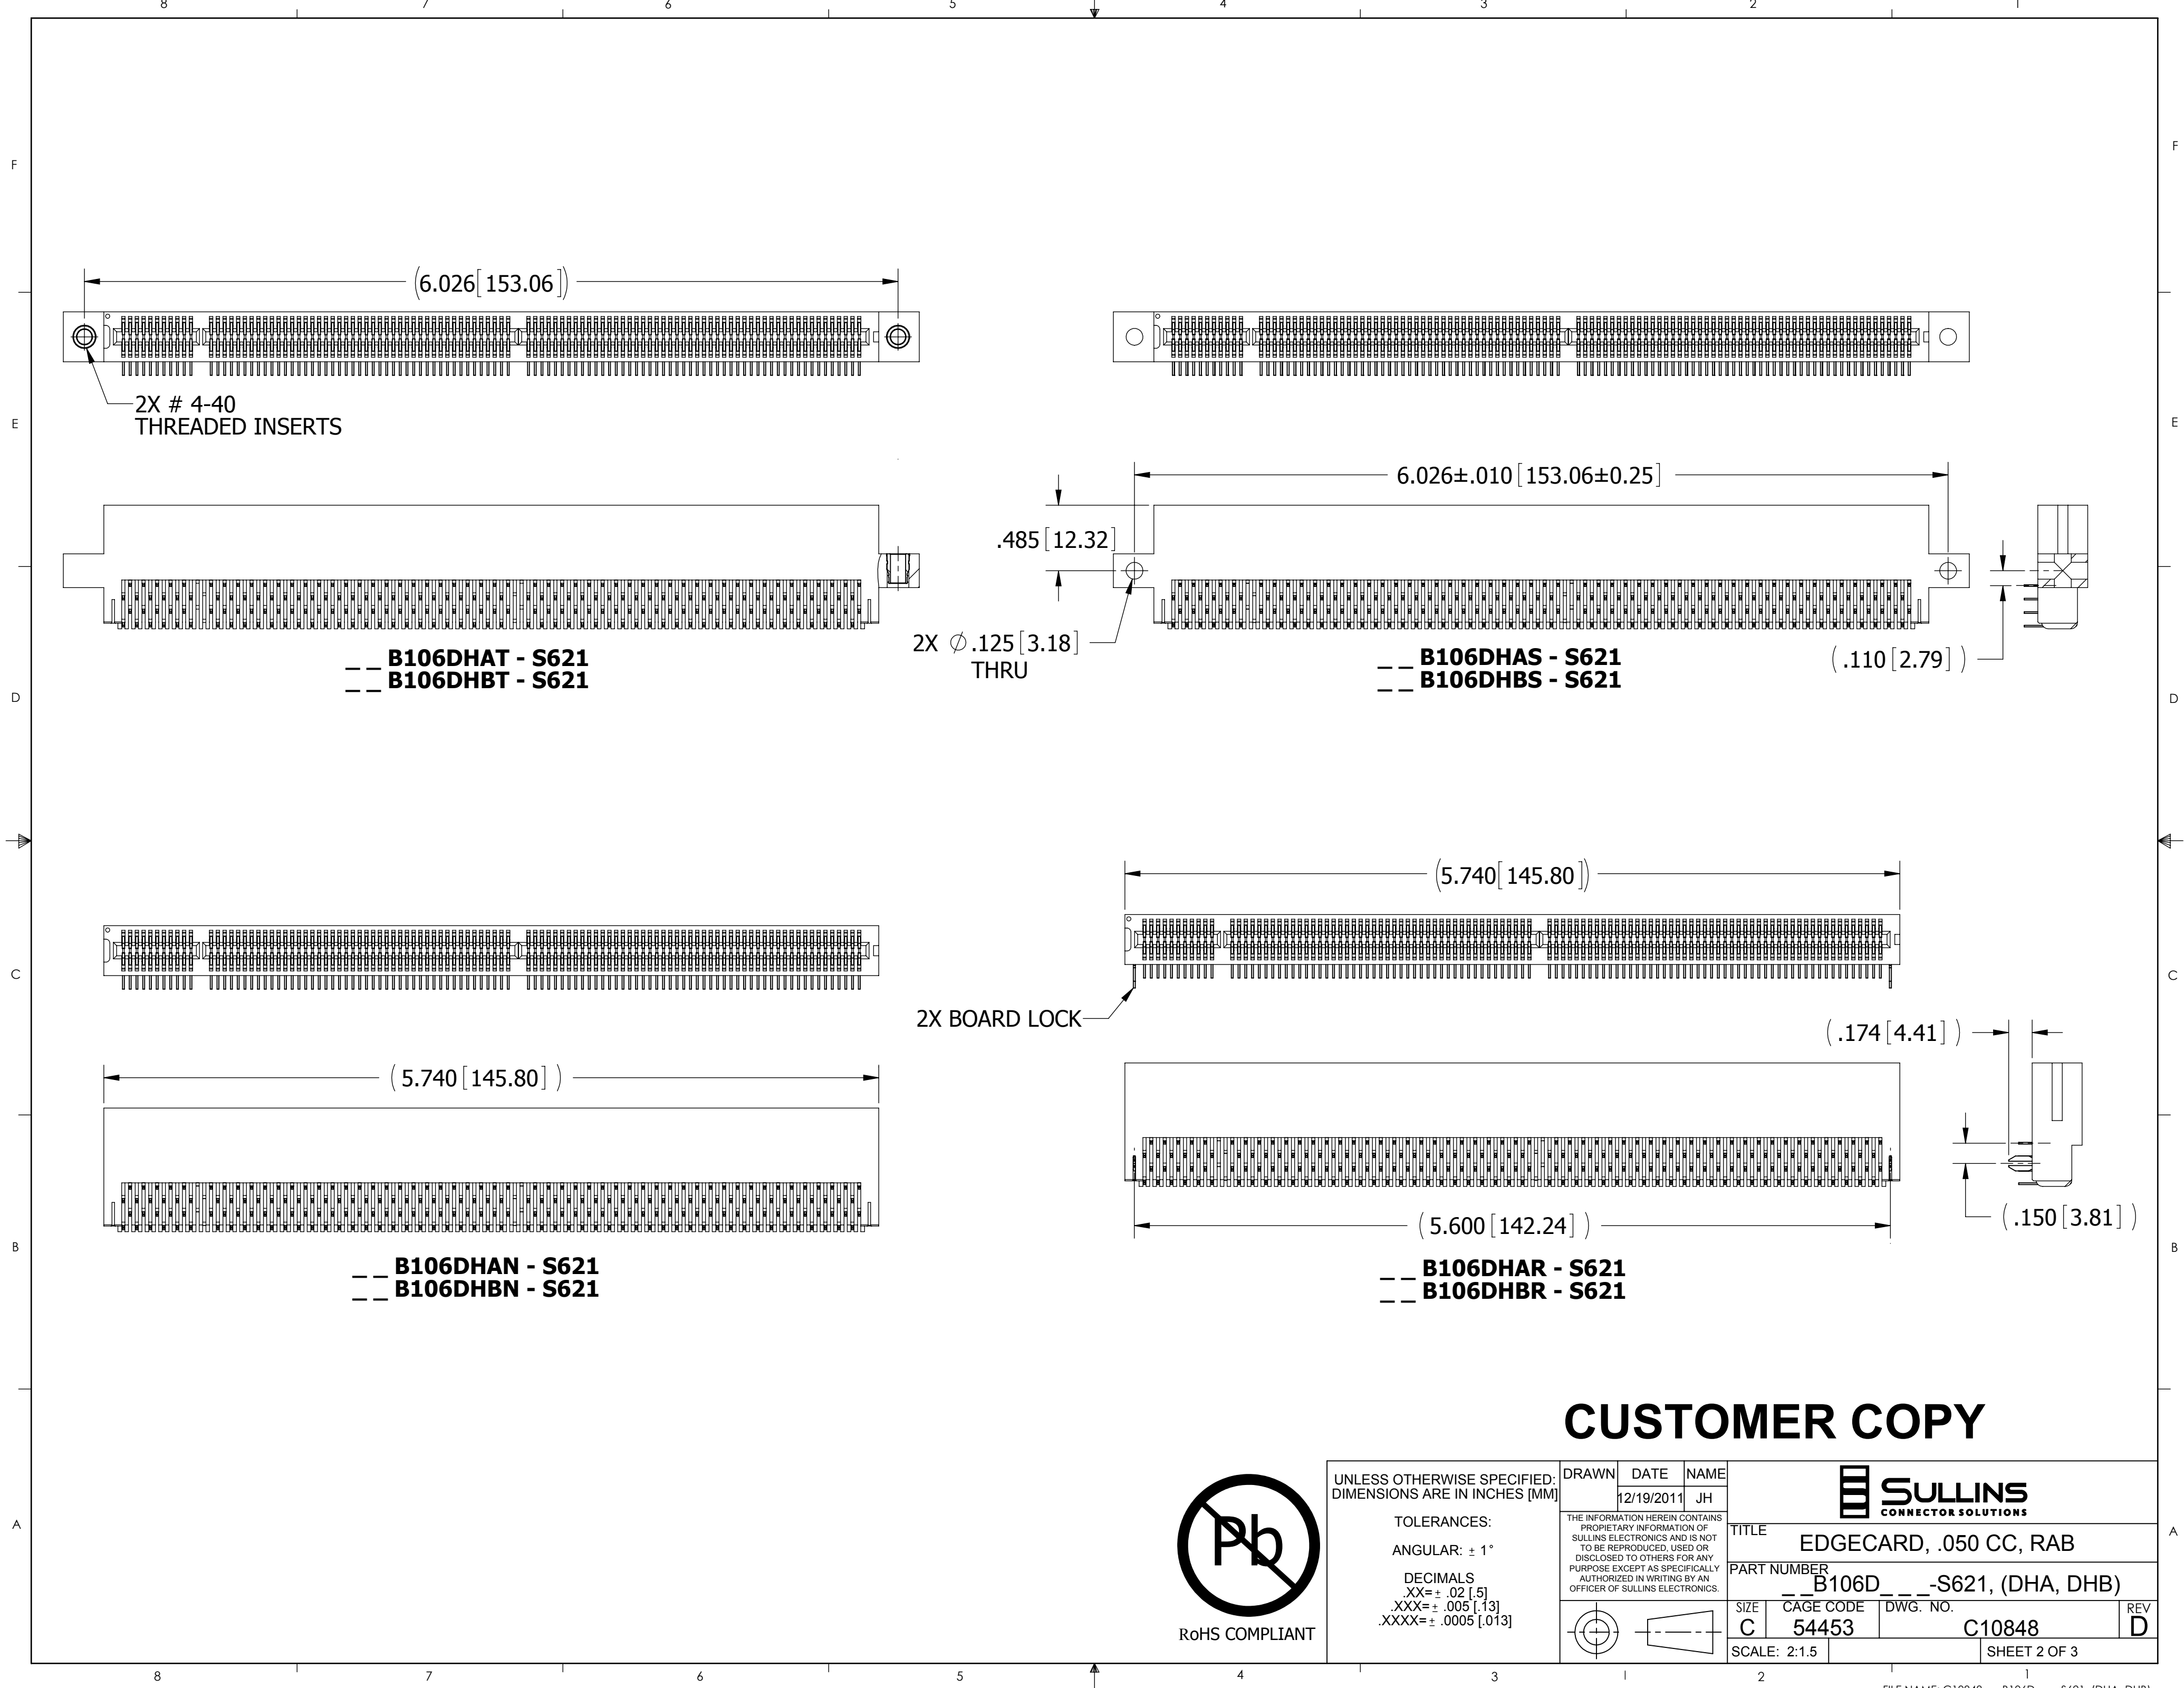 8 7 6 5 4 3 2 1
F F
(6.026[153.06])
2X # 4-40
THREADED INSERTS
E E
6.026±.010[153.06±0.25]
.485[12.32]
2X ∅.125[3.18]
THRU
(.110[2.79])
_ _ B106DHAT - S621
_ _ B106DHBT - S621
_ _ B106DHAS - S621
_ _ B106DHBS - S621
D D
(5.740[145.80])
C C
2X BOARD LOCK
(.174[4.41])
(5.740[145.80])
(5.600[142.24])
(.150[3.81])
B B
_ _ B106DHAN - S621
_ _ B106DHBN - S621
_ _ B106DHAR - S621
_ _ B106DHBR - S621
CUSTOMER COPY
A A
Pb
RoHS COMPLIANT
UNLESS OTHERWISE SPECIFIED:
DIMENSIONS ARE IN INCHES [MM]
TOLERANCES:
ANGULAR: ± 1°
DECIMALS
.XX=± .02 [.5]
.XXX=± .005 [.13]
.XXXX=± .0005 [.013]
DRAWN DATE NAME
12/19/2011 JH
THE INFORMATION HEREIN CONTAINS
PROPIETARY INFORMATION OF
SULLINS ELECTRONICS AND IS NOT
TO BE REPRODUCED, USED OR
DISCLOSED TO OTHERS FOR ANY
PURPOSE EXCEPT AS SPECIFICALLY
AUTHORIZED IN WRITING BY AN
OFFICER OF SULLINS ELECTRONICS.
SULLINS
CONNECTOR SOLUTIONS
TITLE
EDGECARD, .050 CC, RAB
PART NUMBER
_ _B106D_ _ _-S621, (DHA, DHB)
SIZE CAGE CODE DWG. NO. REV
C 54453 C10848 D
SCALE: 2:1.5 SHEET 2 OF 3
8 7 6 5 4 3 2 1